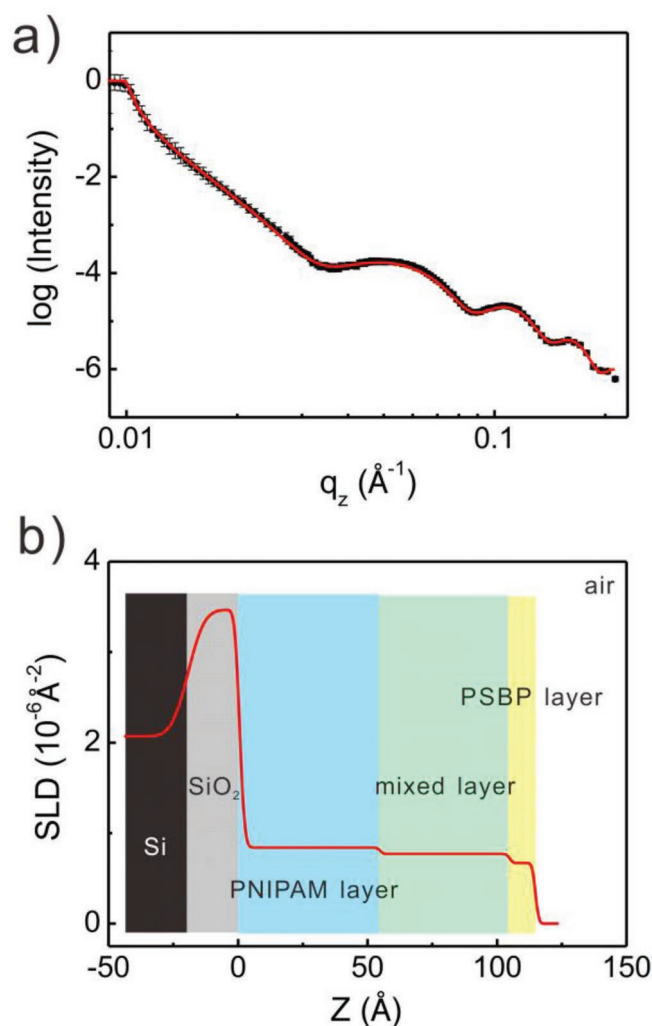 a)
0
-2
-4
-6
log (Intensity)
0.01
0.1
q_z (Å⁻¹)
b)
4
2
0
SLD (10⁻⁶Å⁻²)
air
PSBP layer
SiO₂
mixed layer
Si
PNIPAM layer
-50
0
50
100
150
Z (Å)